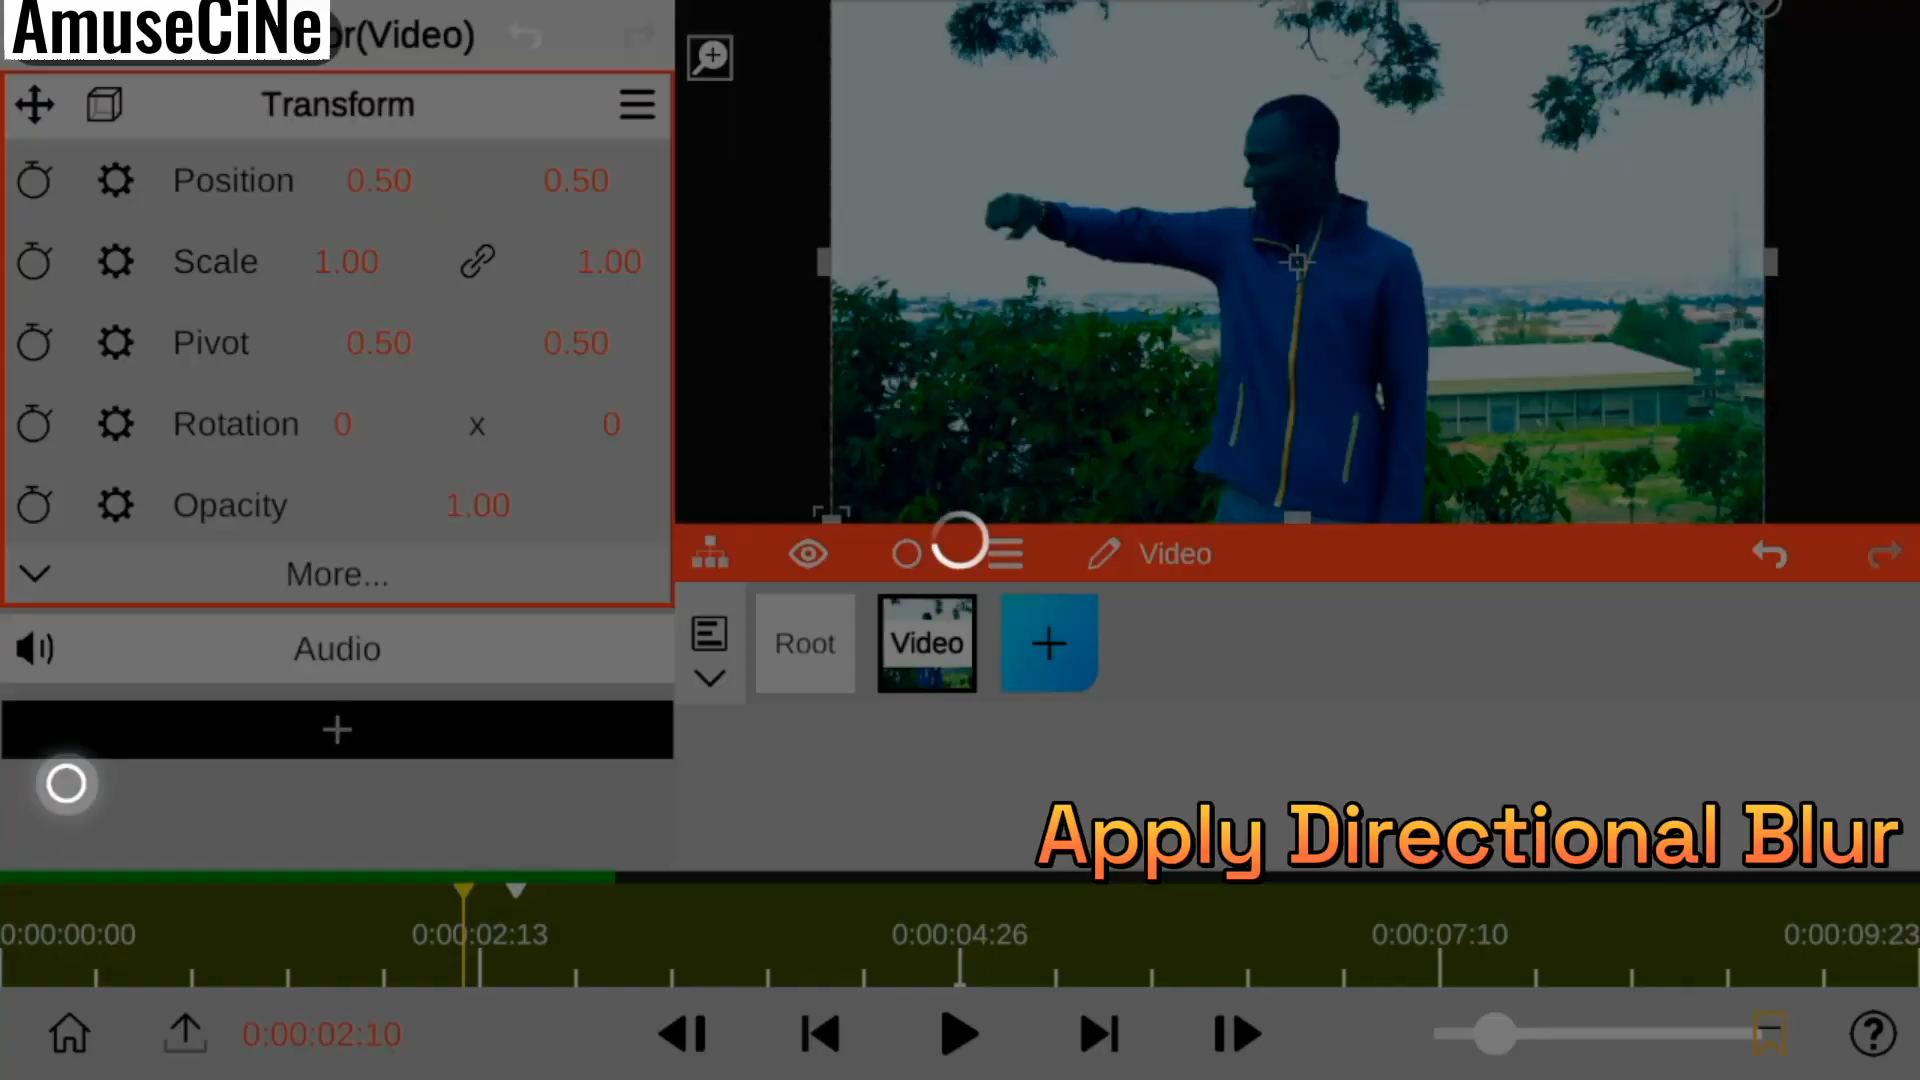 AmuseCiNe
or(Video)
Transform
Position 0.50 0.50
Scale 1.00 1.00
Pivot 0.50 0.50
Rotation 0 x 0
Opacity 1.00
More...
Audio
Video
Root
Video
Apply Directional Blur
0:00:00:00 0:00:02:13 0:00:04:26 0:00:07:10 0:00:09:23
0:00:02:10